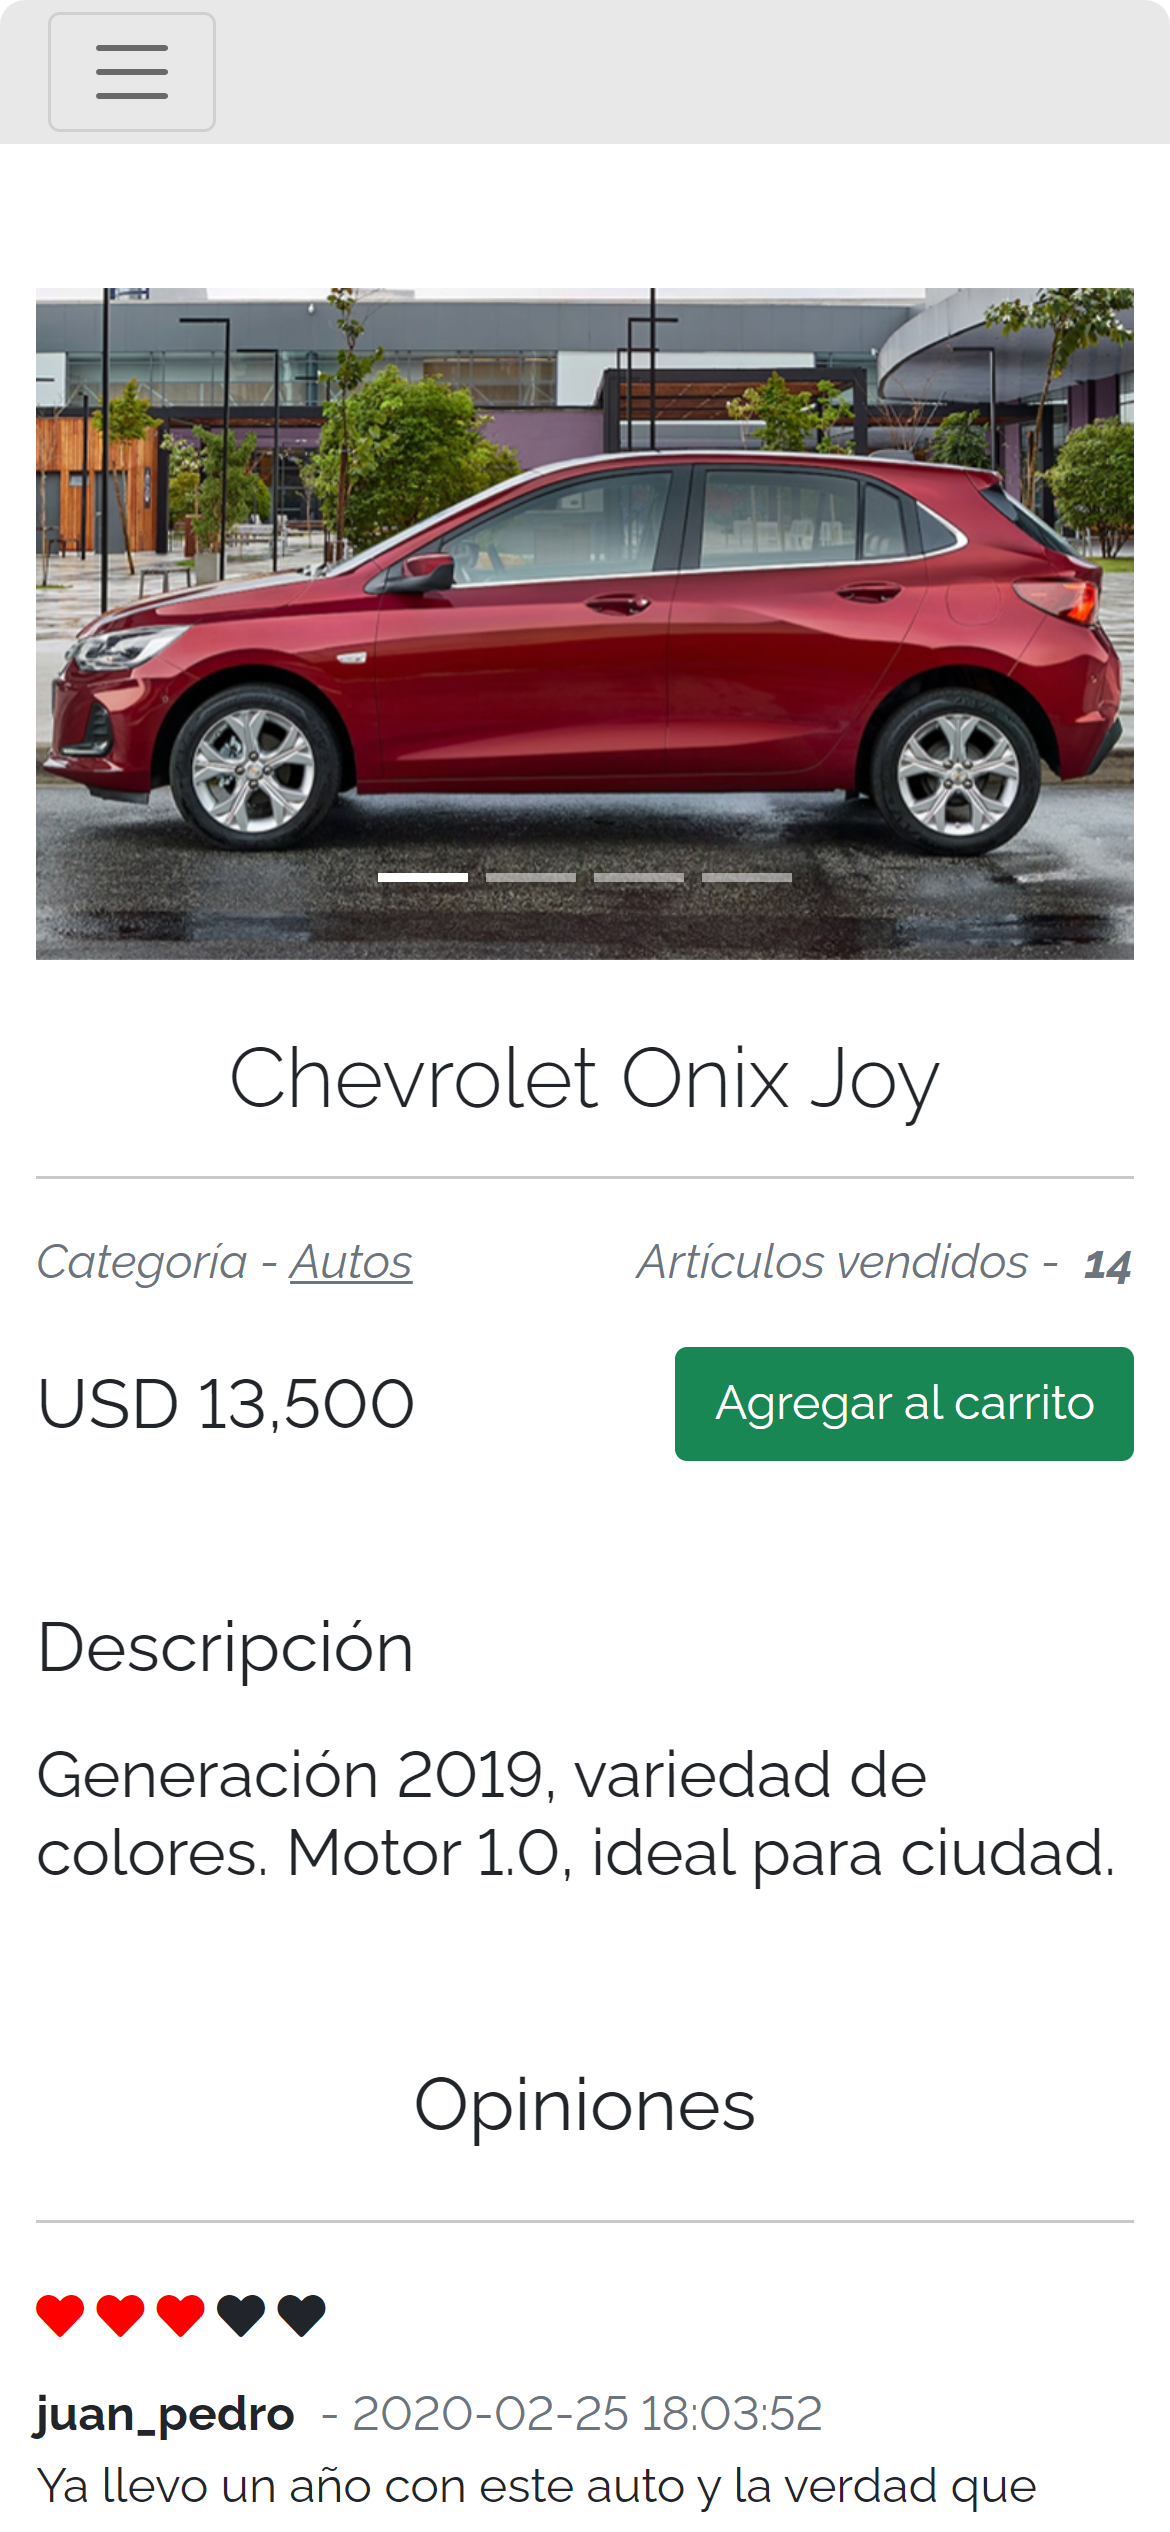 Chevrolet Onix Joy
Categoría - Autos
Artículos vendidos - 14
USD 13,500
Agregar al carrito
Descripción
Generación 2019, variedad de
colores. Motor 1.0, ideal para ciudad.
Opiniones
juan_pedro - 2020-02-25 18:03:52
Ya llevo un año con este auto y la verdad que